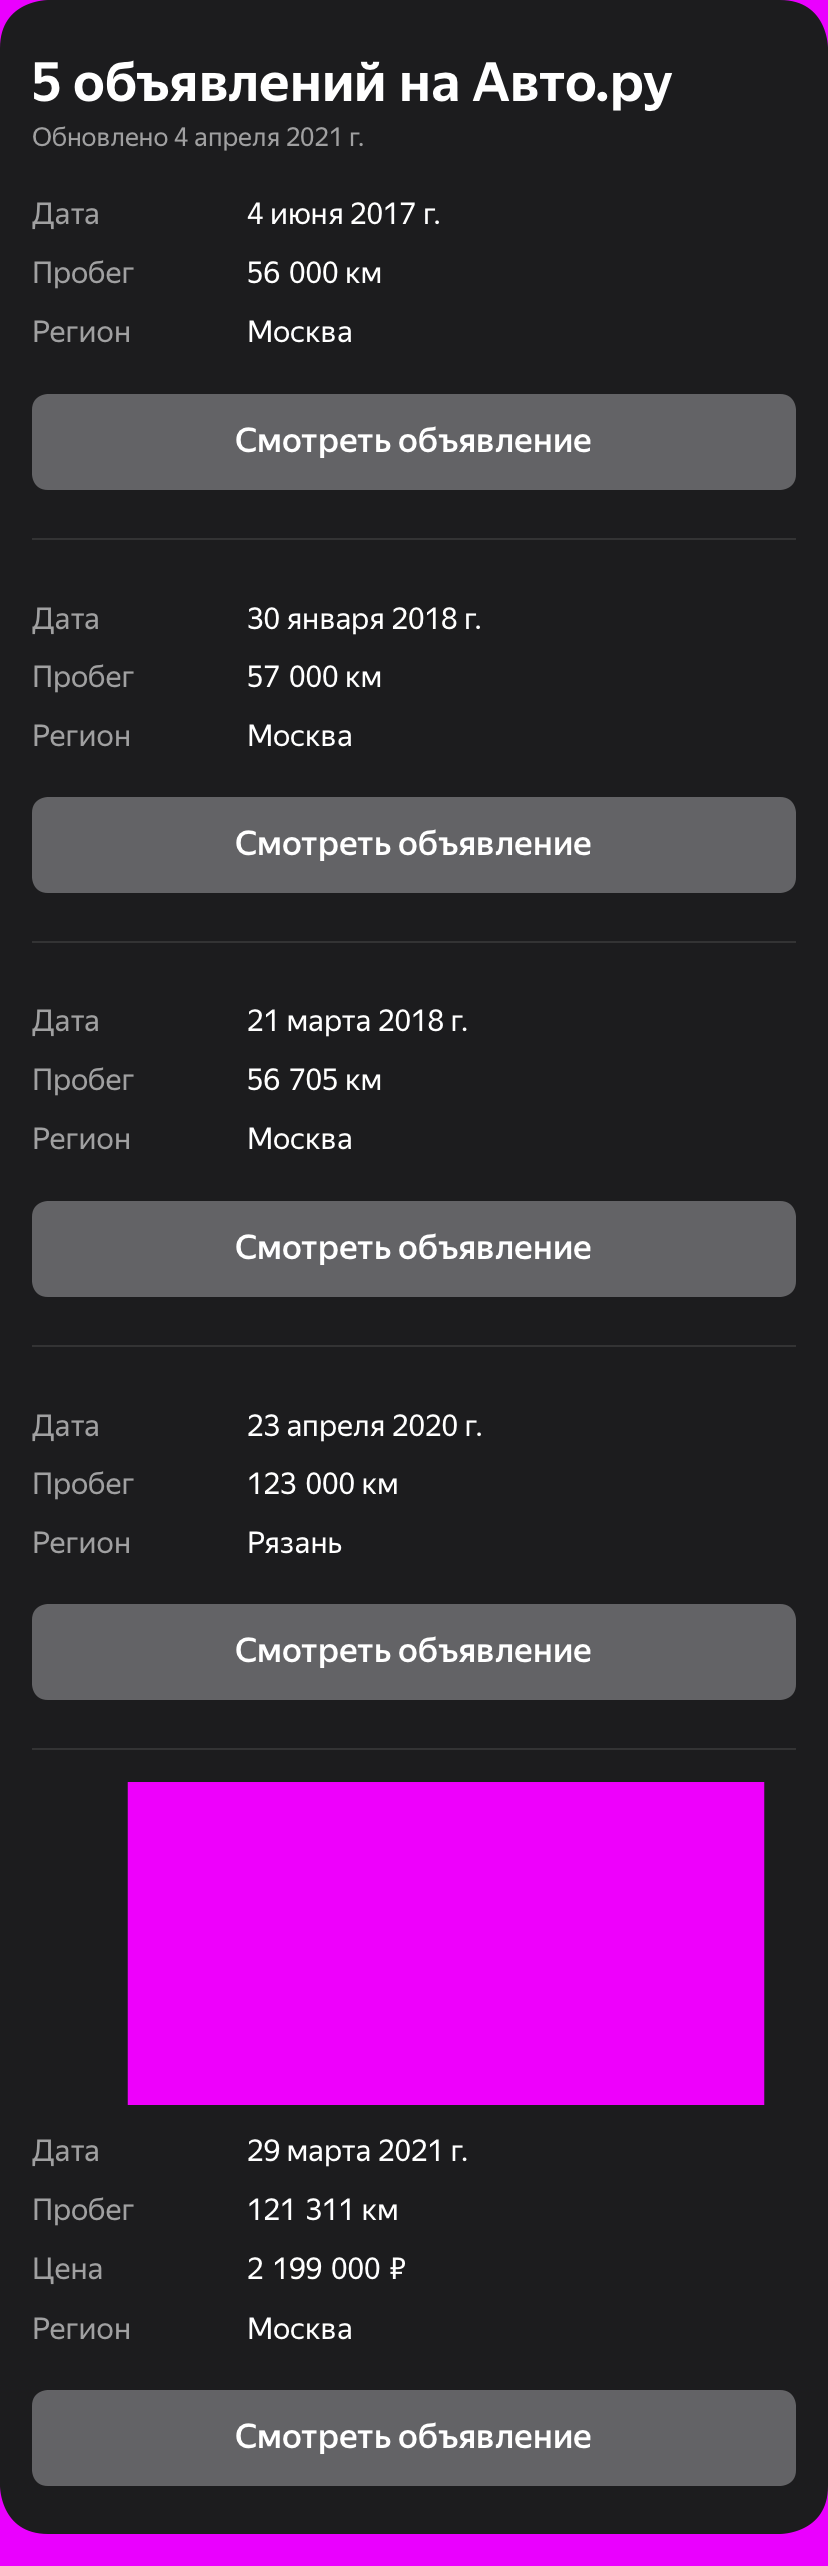 5 объявлений на Авто.ру
Обновлено 4 апреля 2021 г.
Дата 4 июня 2017 г.
Пробег 56 000 км
Регион Москва
Смотреть объявление
Дата 30 января 2018 г.
Пробег 57 000 км
Регион Москва
Смотреть объявление
Дата 21 марта 2018 г.
Пробег 56 705 км
Регион Москва
Смотреть объявление
Дата 23 апреля 2020 г.
Пробег 123 000 км
Регион Рязань
Смотреть объявление
Дата 29 марта 2021 г.
Пробег 121 311 км
Цена 2 199 000 ₽
Регион Москва
Смотреть объявление